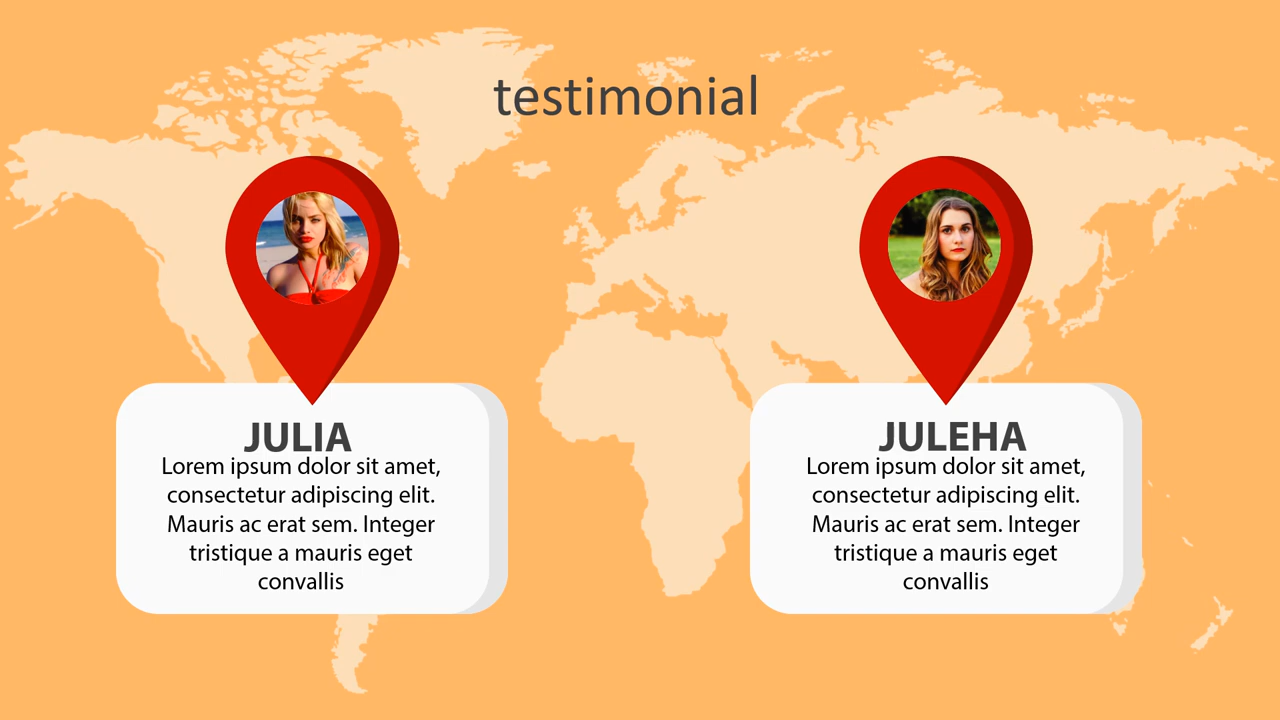 testimonial
JULIA
Lorem ipsum dolor sit amet,
consectetur adipiscing elit.
Mauris ac erat sem. Integer
tristique a mauris eget
convallis
JULEHA
Lorem ipsum dolor sit amet,
consectetur adipiscing elit.
Mauris ac erat sem. Integer
tristique a mauris eget
convallis